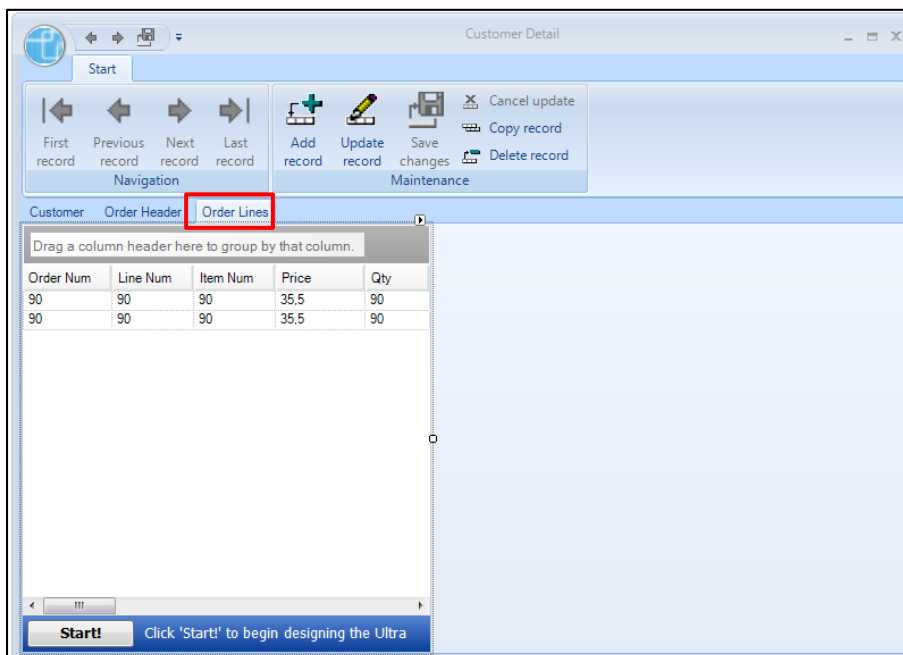 Customer Detail
Start
First record
Previous record
Next record
Last record
Navigation
Add record
Update record
Save changes
Cancel update
Copy record
Delete record
Maintenance
Customer Order Header Order Lines
Drag a column header here to group by that column.
Order Num Line Num Item Num Price Qty
90 90 90 35,5 90
90 90 90 35,5 90
Start! Click 'Start!' to begin designing the Ultra